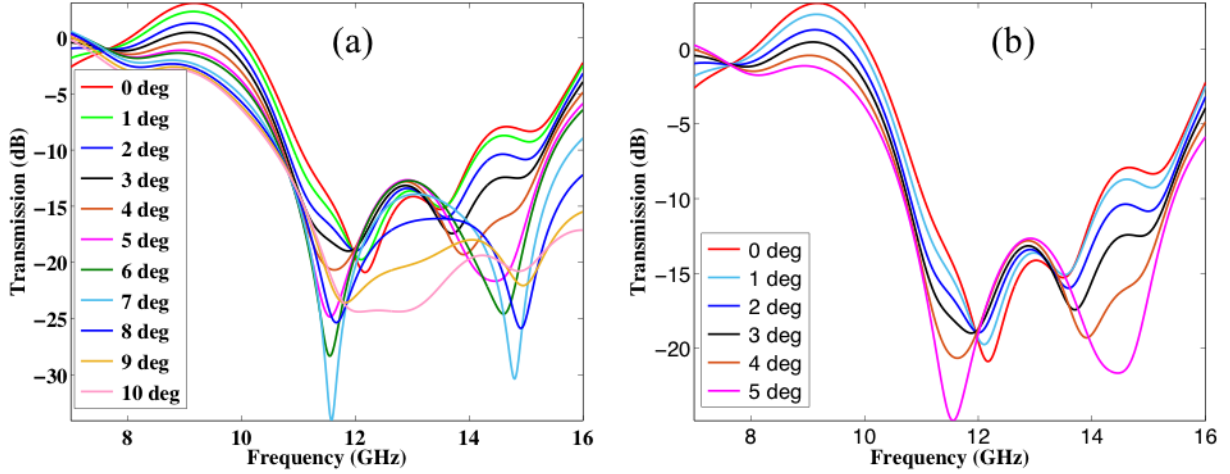 (a)
Transmission (dB)
0
−5
−10
−15
−20
−25
−30
0 deg
1 deg
2 deg
3 deg
4 deg
5 deg
6 deg
7 deg
8 deg
9 deg
10 deg
8
10
12
14
16
Frequency (GHz)
(b)
Transmission (dB)
0
−5
−10
−15
−20
0 deg
1 deg
2 deg
3 deg
4 deg
5 deg
8
10
12
14
16
Frequency (GHz)